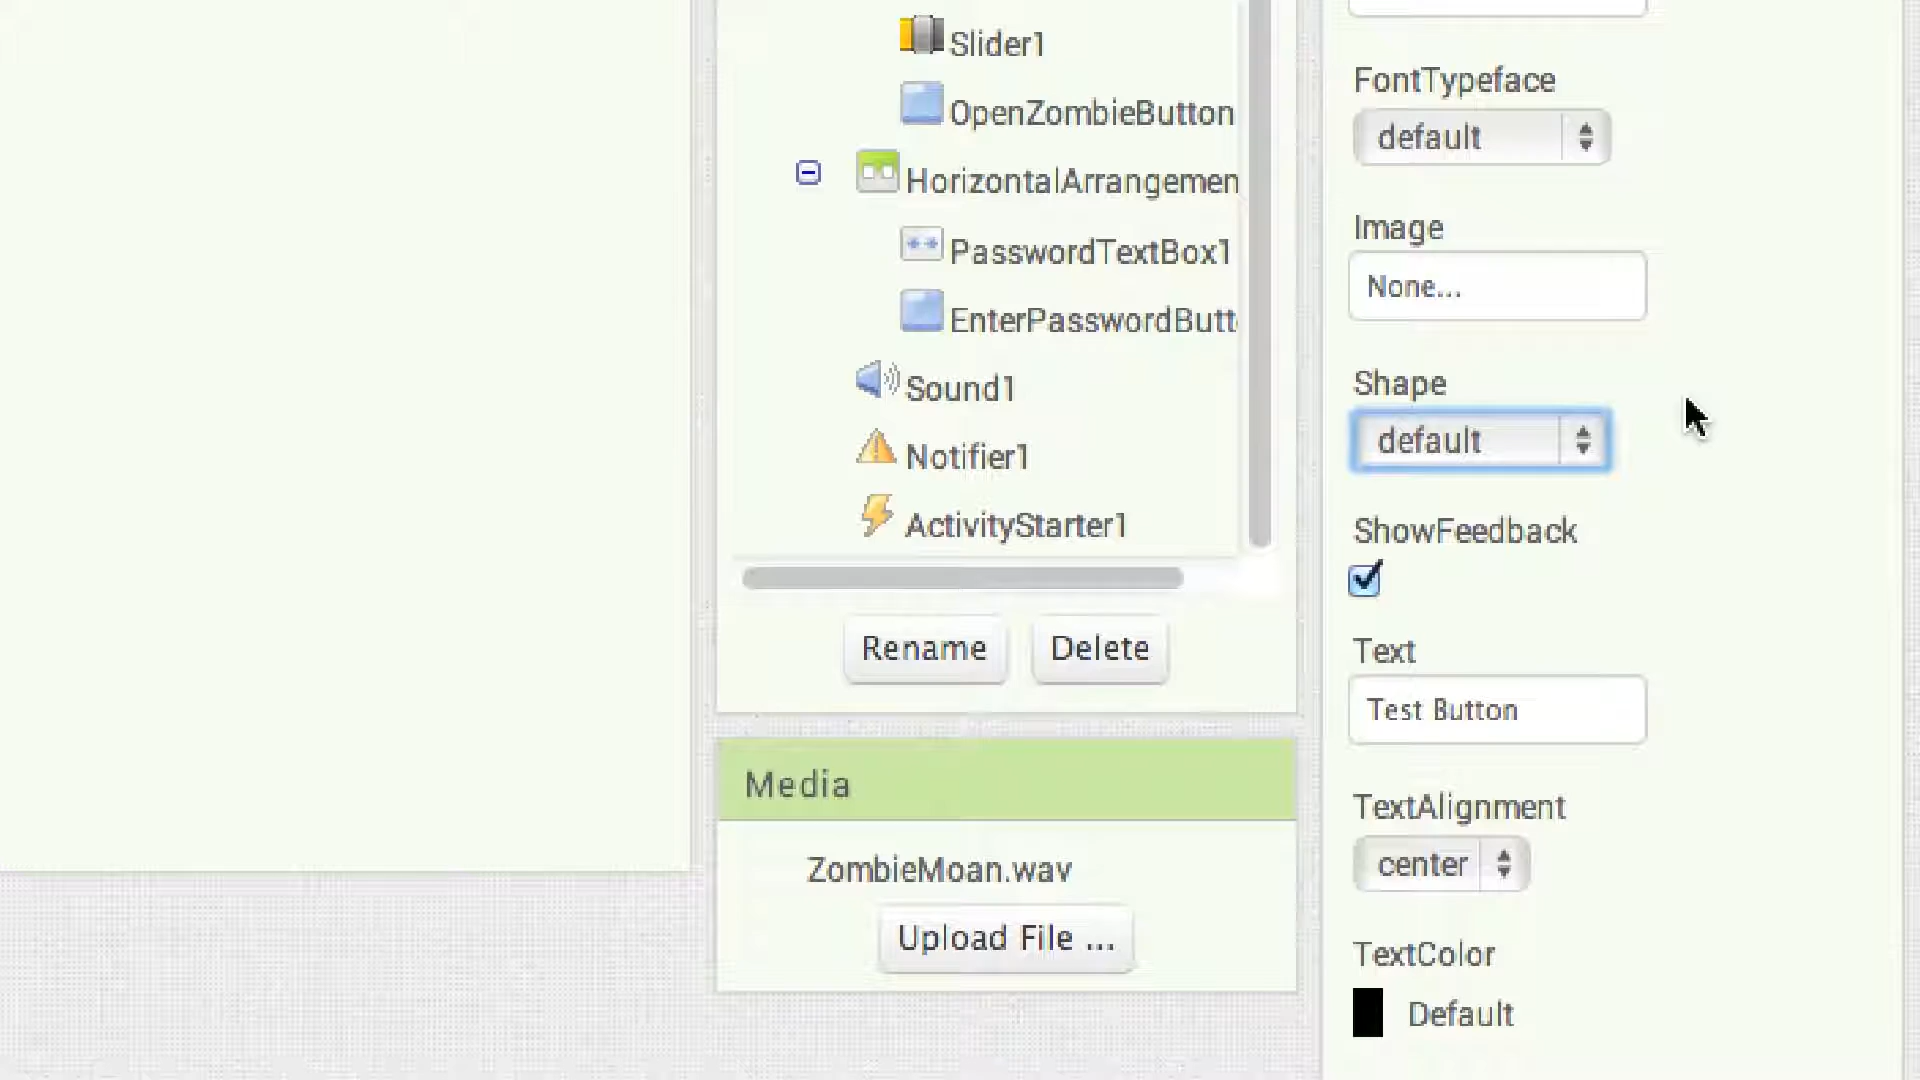 Slider1
OpenZombieButton
HorizontalArrangemen
PasswordTextBox1
EnterPasswordButt
Sound1
Notifier1
ActivityStarter1
Rename
Delete
Media
ZombieMoan.wav
Upload File ...
FontTypeface
default
Image
None...
Shape
default
ShowFeedback
Text
Test Button
TextAlignment
center
TextColor
Default